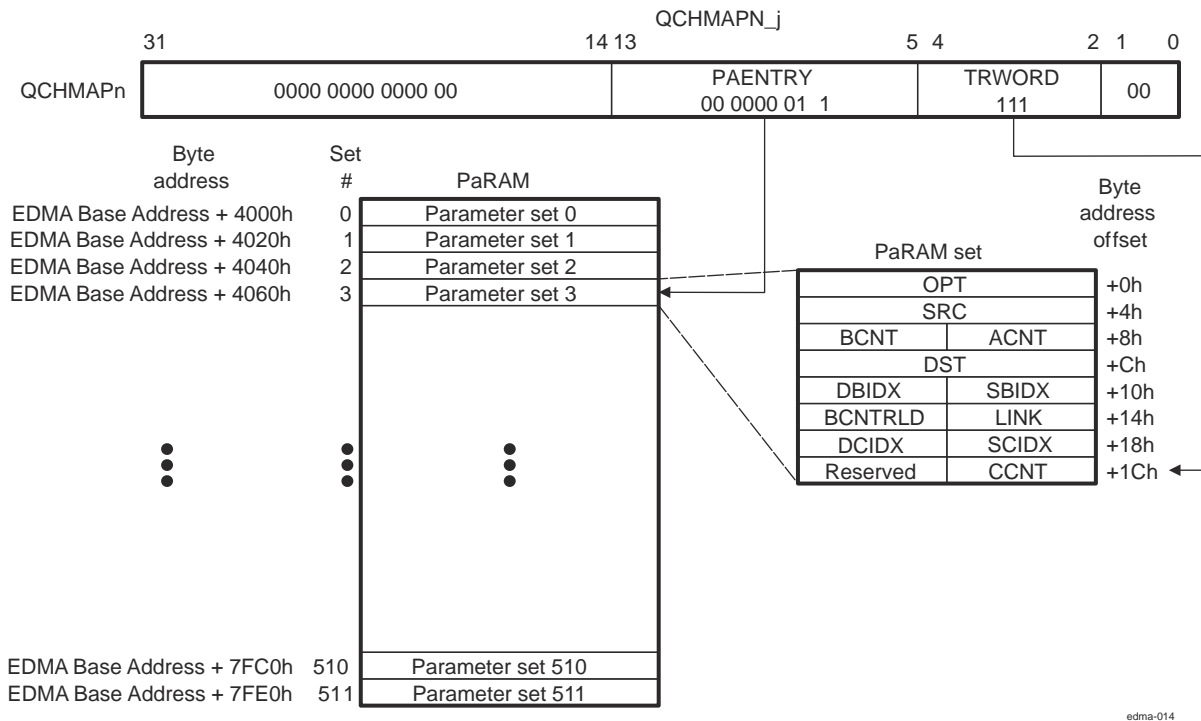 QCHMAPN_j
31 14 13 5 4 2 1 0
QCHMAPn 0000 0000 0000 00 PAENTRY TRWORD 00
00 0000 01 1 111
Byte Set
address # PaRAM
EDMA Base Address + 4000h 0 Parameter set 0
EDMA Base Address + 4020h 1 Parameter set 1
EDMA Base Address + 4040h 2 Parameter set 2
EDMA Base Address + 4060h 3 Parameter set 3
Byte
address
offset
PaRAM set
OPT +0h
SRC +4h
BCNT ACNT +8h
DST +Ch
DBIDX SBIDX +10h
BCNTRLD LINK +14h
DCIDX SCIDX +18h
Reserved CCNT +1Ch
EDMA Base Address + 7FC0h 510 Parameter set 510
EDMA Base Address + 7FE0h 511 Parameter set 511
edma-014